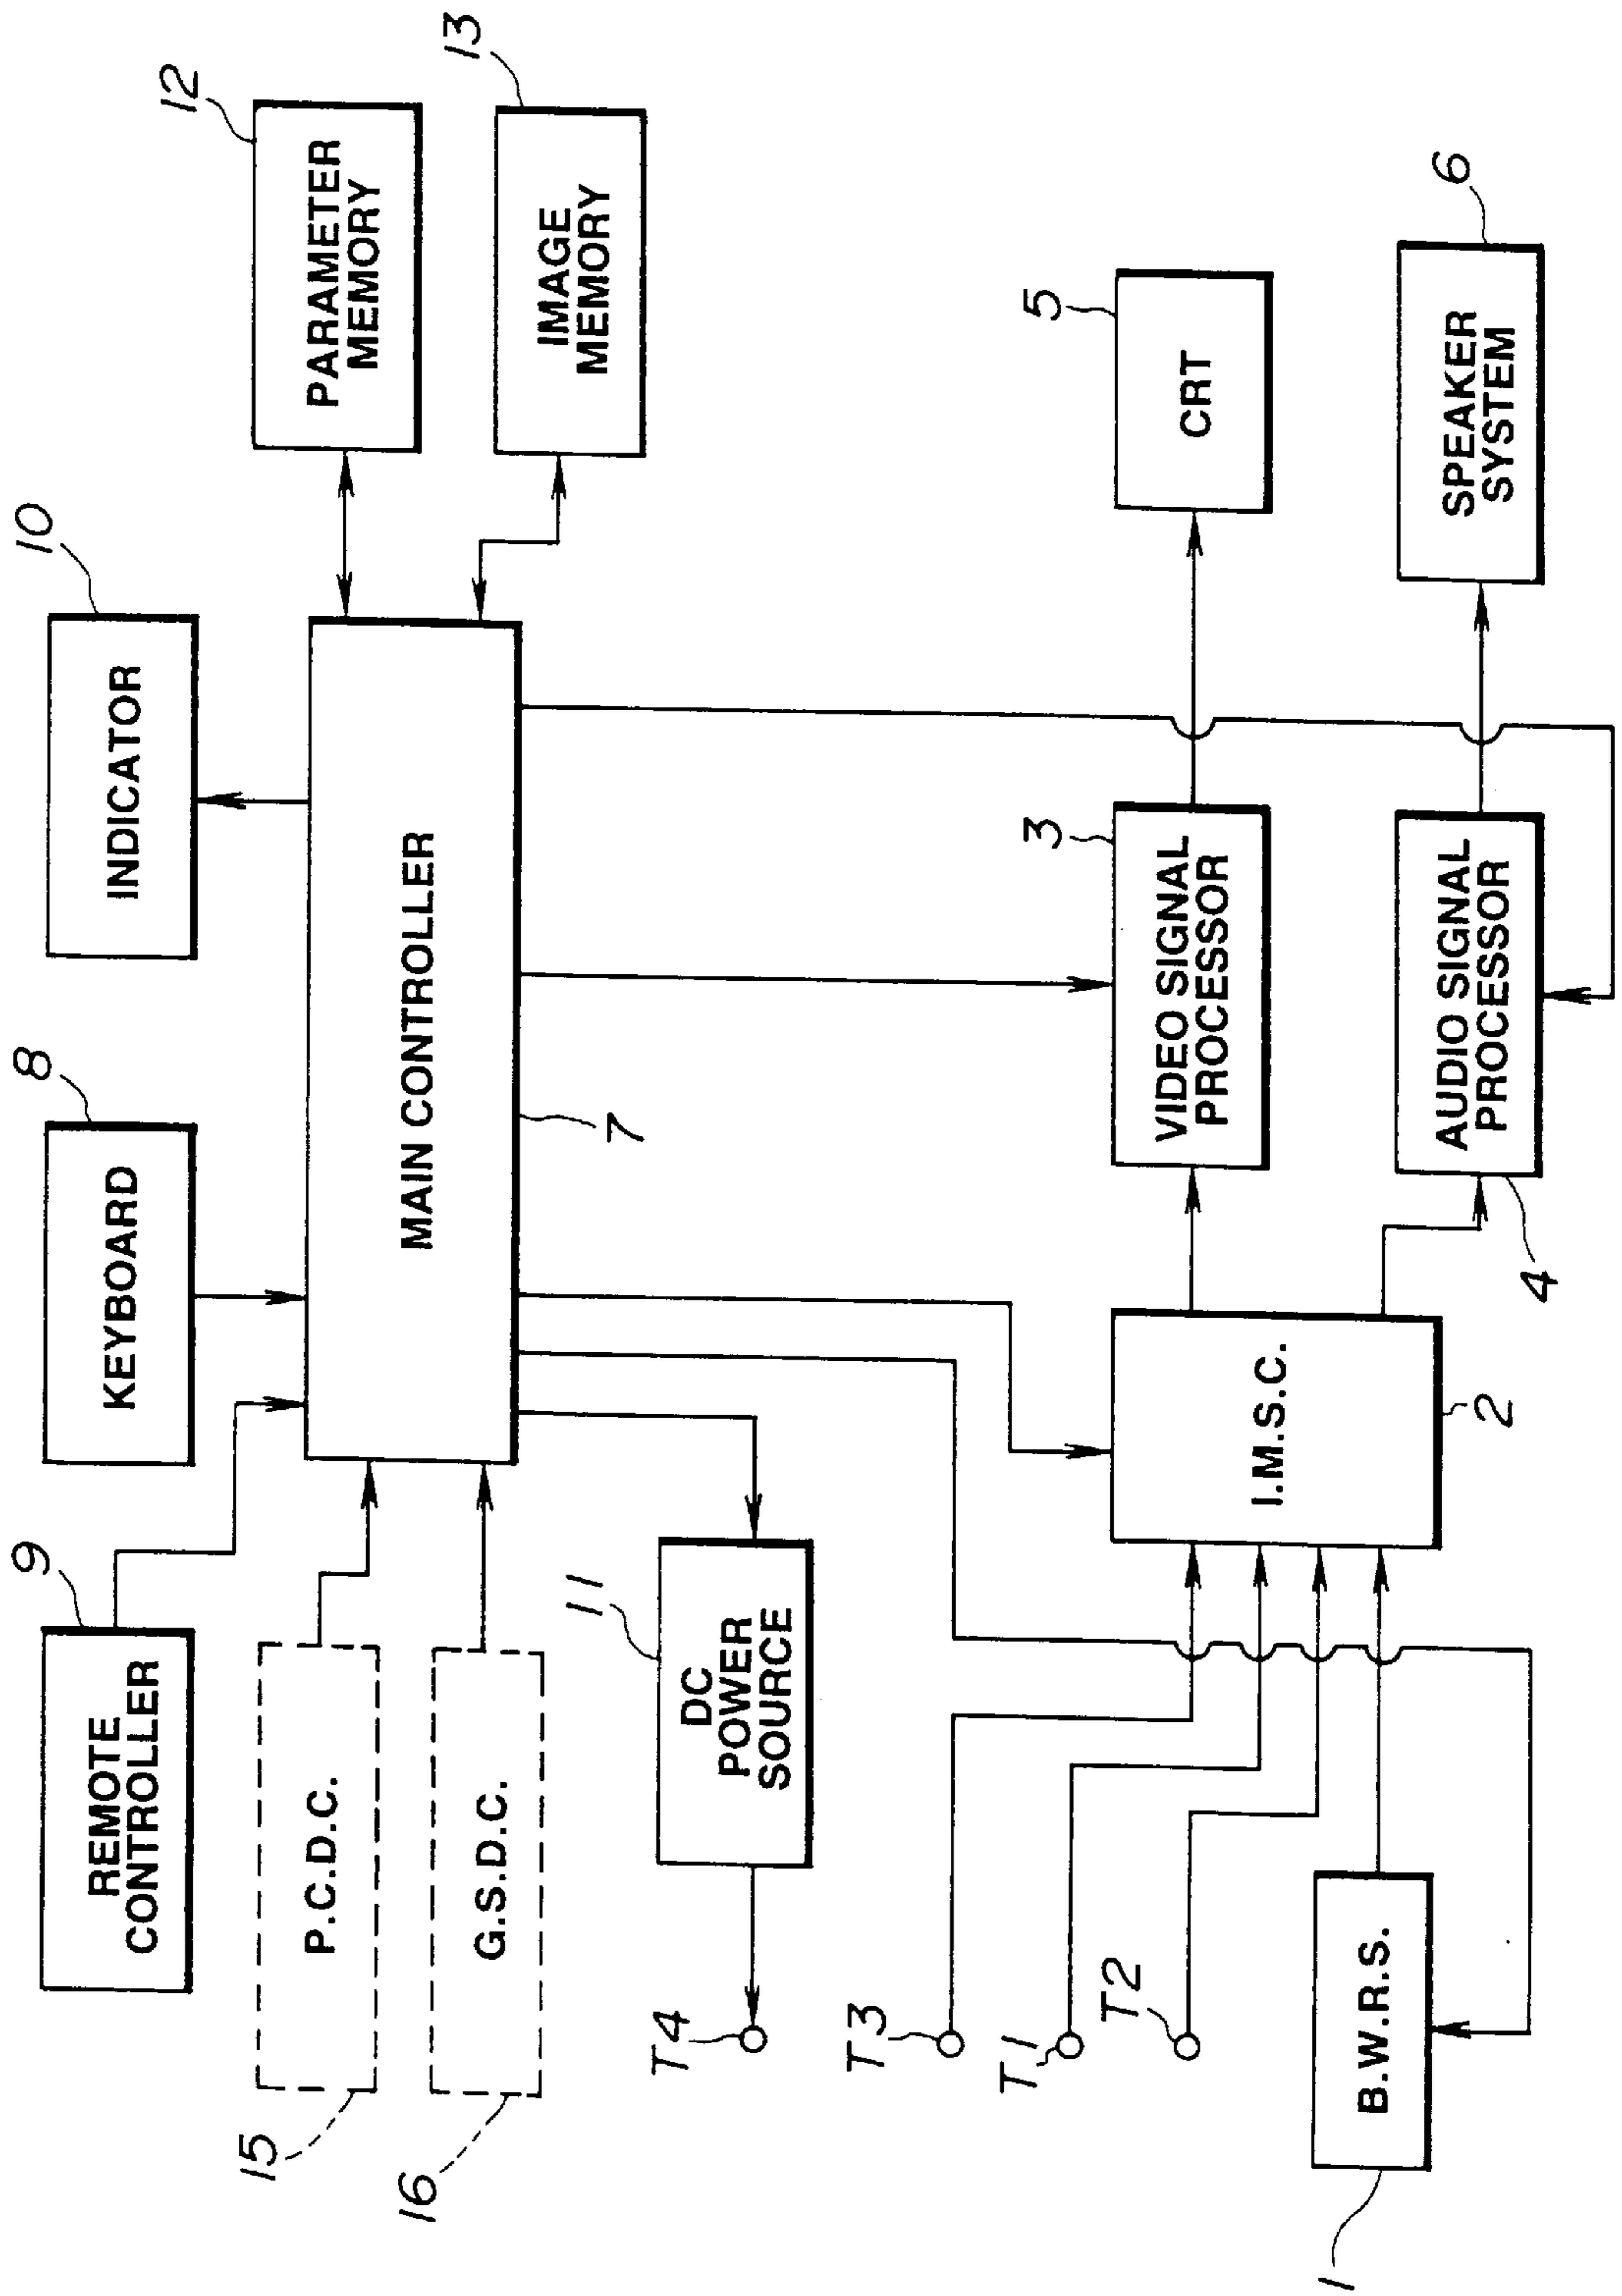 9
8
10
12
13
REMOTE
CONTROLLER
KEYBOARD
INDICATOR
PARAMETER
MEMORY
IMAGE
MEMORY
15
P.C.D.C.
16
G.S.D.C.
MAIN CONTROLLER
7
11
DC
POWER
SOURCE
T4
T3
T1
T2
I.M.S.C.
2
3
VIDEO SIGNAL
PROCESSOR
5
CRT
AUDIO SIGNAL
PROCESSOR
4
6
SPEAKER
SYSTEM
B.W.R.S.
1